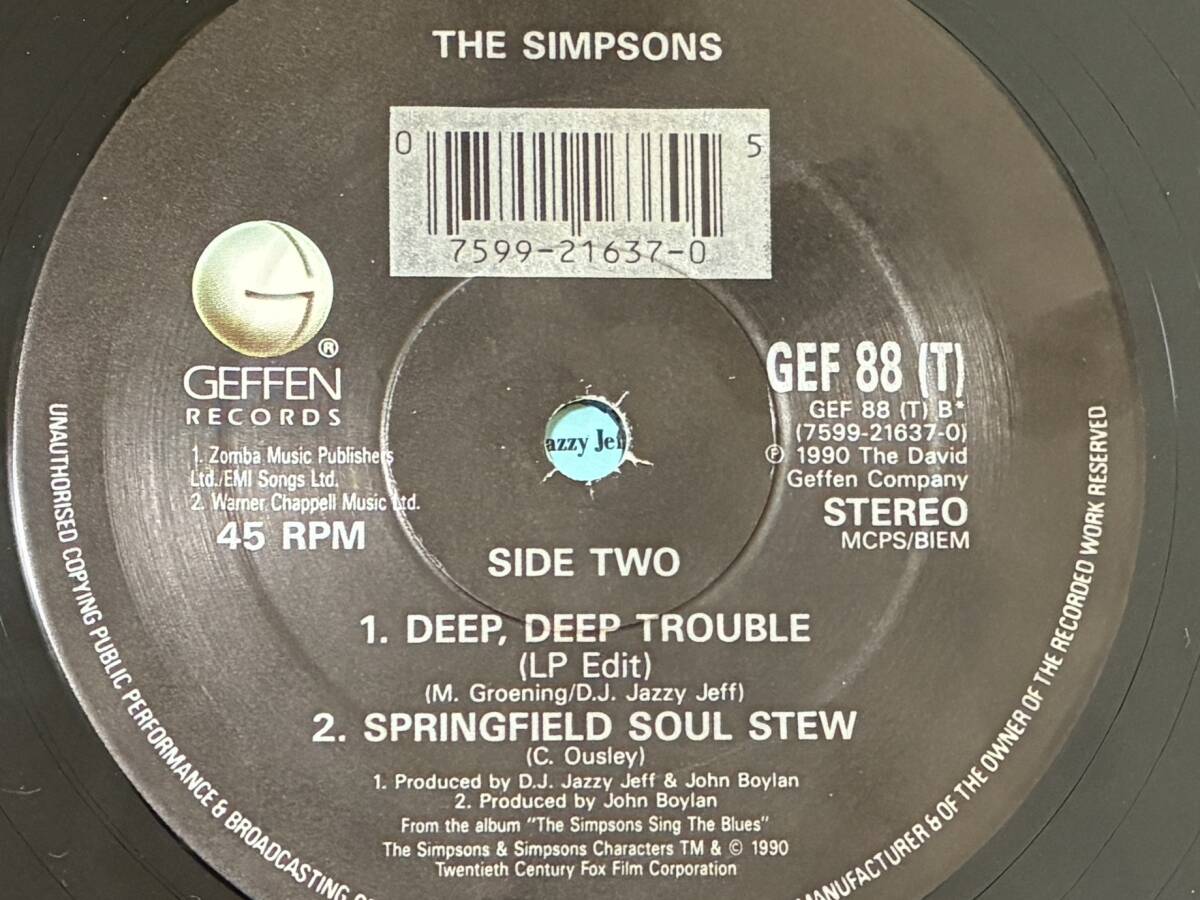 THE SIMPSONS
0 5
7599-21637-0
G
®
GEFFEN
RECORDS
1. Zomba Music Publishers
Ltd./EMI Songs Ltd.
2. Warner Chappell Music Ltd.
45 RPM
GEF 88 (T)
GEF 88 (T) B*
(7599-21637-0)
℗ 1990 The David
Geffen Company
STEREO
MCPS/BIEM
azzy Jef
SIDE TWO
1. DEEP, DEEP TROUBLE
(LP Edit)
(M. Groening/D.J. Jazzy Jeff)
2. SPRINGFIELD SOUL STEW
(C. Ousley)
1. Produced by D.J. Jazzy Jeff & John Boylan
2. Produced by John Boylan
From the album "The Simpsons Sing The Blues"
The Simpsons & Simpsons Characters TM & © 1990
Twentieth Century Fox Film Corporation
UNAUTHORISED COPYING PUBLIC PERFORMANCE & BROADCASTING
MANUFACTURER & OF THE OWNER OF THE RECORDED WORK RESERVED